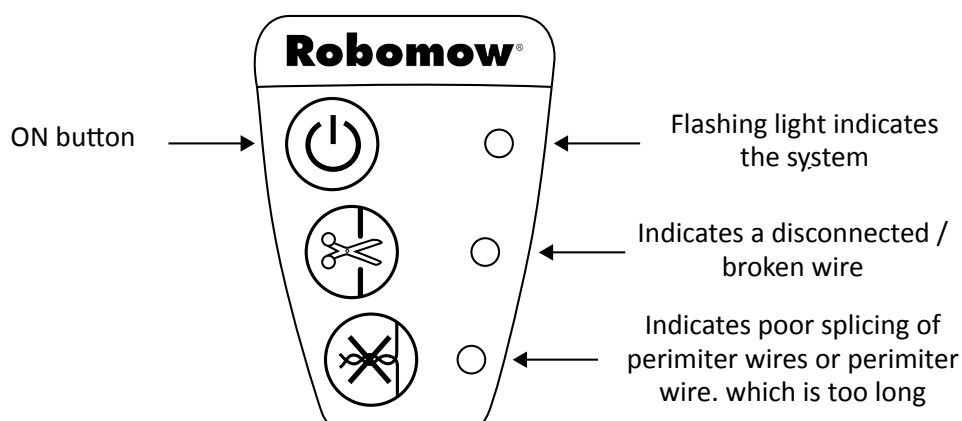 Robomow®
ON button
Flashing light indicates
the system
Indicates a disconnected /
broken wire
Indicates poor splicing of
perimiter wires or perimiter
wire. which is too long